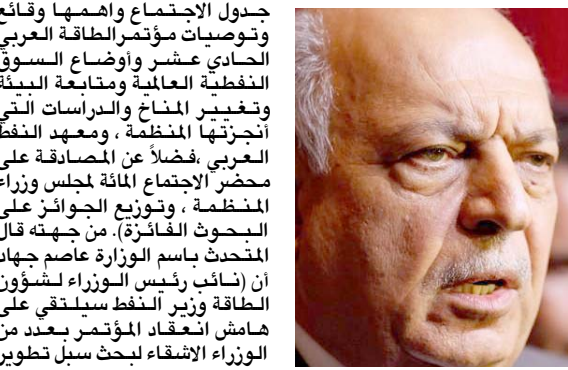 جدول الاجتماع واهمها وقائع
وتوصيات مؤتمرالطاقة العربي
الحادي عشر وأوضاع السوق
النفطية العالمية ومتابعة البيئة
وتغيير المناخ والدراسات التي
أنجزتها المنظمة ، ومعهد النفط
العربي ،فضلاً عن المصادقة على
محضر الاجتماع المائة لمجلس وزراء
المنظمة ، وتوزيع الجوائز على
البحوث الفائزة). من جهته قال
المتحدث باسم الوزارة عاصم جهاد
أن (نائب رئيس الوزراء لشؤون
الطاقة وزير النفط سيلتقي على
هامش انعقاد المؤتمر بعدد من
الوزراء الاشقاء لبحث سبل تطوير